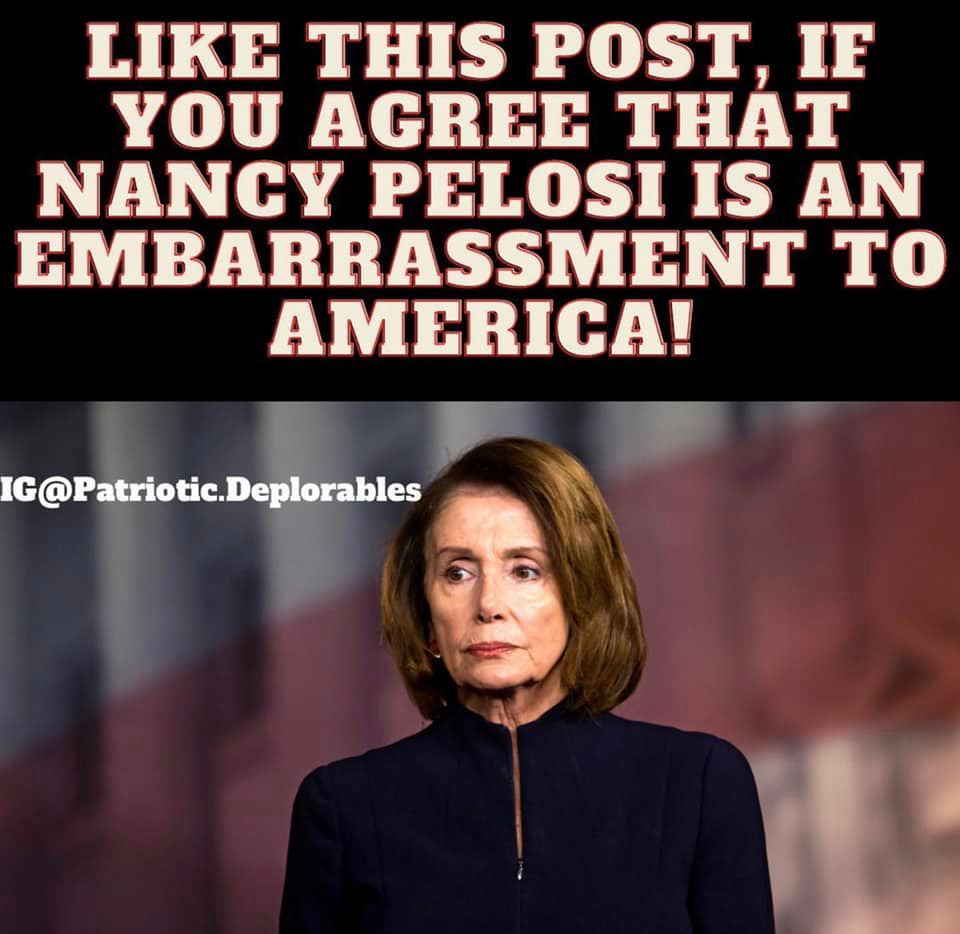 LIKE THIS POST, IF
YOU AGREE THAT
NANCY PELOSI IS AN
EMBARRASSMENT TO
AMERICA!
IG@Patriotic.Deplorables